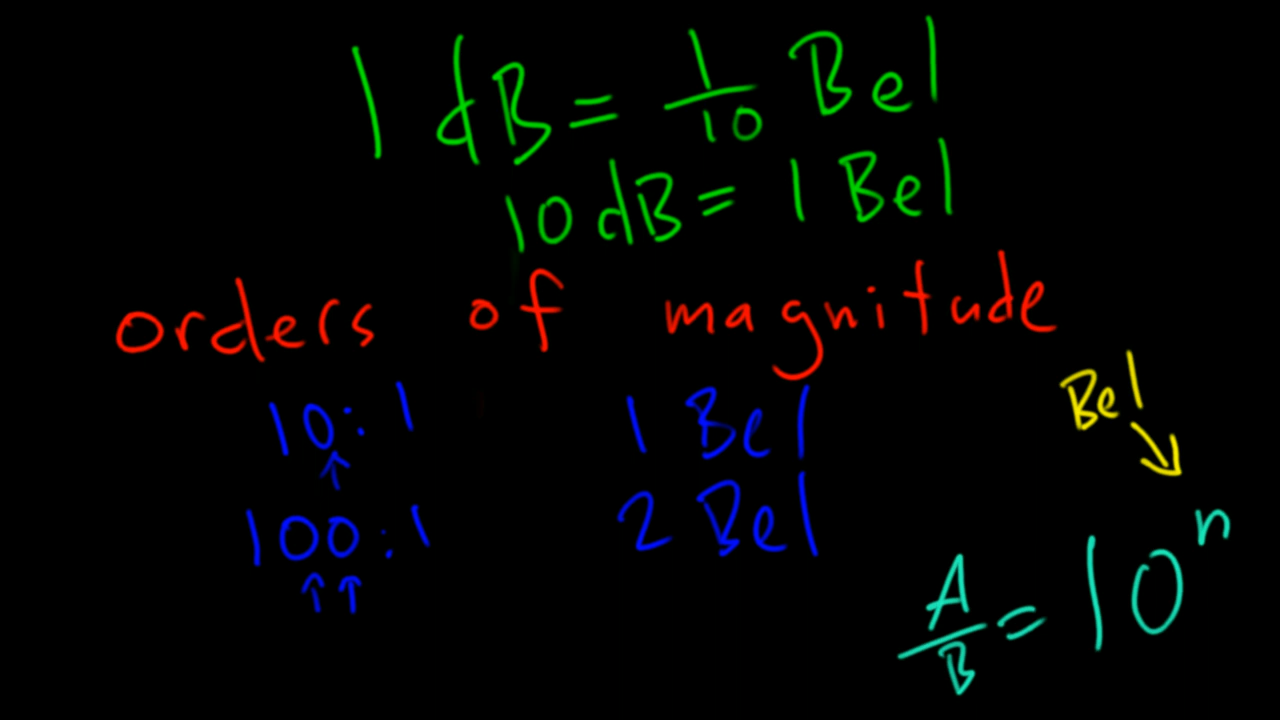 1 dB = 1/10 Bel
10 dB = 1 Bel
orders of magnitude
10:1 1 Bel
100:1 2 Bel
Bel
A/B = 10^n